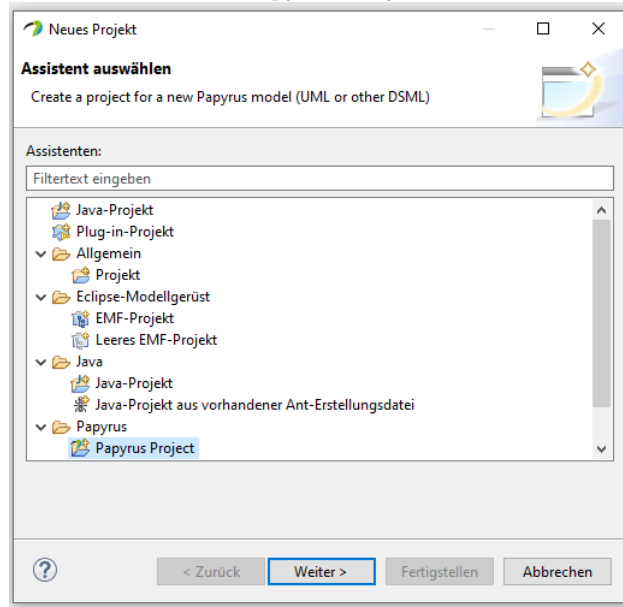 Neues Projekt
Assistent auswählen
Create a project for a new Papyrus model (UML or other DSML)
Assistenten:
Filtertext eingeben
Java-Projekt
Plug-in-Projekt
Allgemein
Projekt
Eclipse-Modellgerüst
EMF-Projekt
Leeres EMF-Projekt
Java
Java-Projekt
Java-Projekt aus vorhandener Ant-Erstellungsdatei
Papyrus
Papyrus Project
? < Zurück Weiter > Fertigstellen Abbrechen